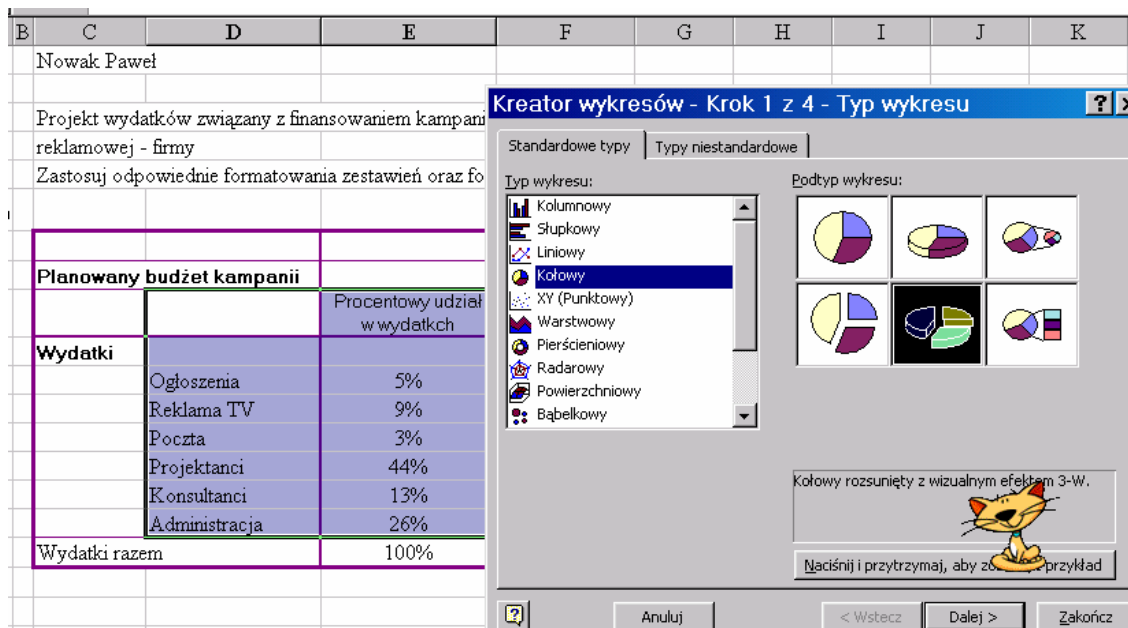 B C D E F G H I J K
Nowak Paweł
Projekt wydatków związany z finansowaniem kampani
reklamowej - firmy
Zastosuj odpowiednie formatowania zestawień oraz fo
Planowany budżet kampanii
Procentowy udział
w wydatkch
Wydatki
Ogłoszenia 5%
Reklama TV 9%
Poczta 3%
Projektanci 44%
Konsultanci 13%
Administracja 26%
Wydatki razem 100%
Kreator wykresów - Krok 1 z 4 - Typ wykresu
Standardowe typy Typy niestandardowe
Typ wykresu:
Podtyp wykresu:
Kolumnowy
Słupkowy
Liniowy
Kołowy
XY (Punktowy)
Warstwowy
Pierścieniowy
Radarowy
Powierzchniowy
Bąbelkowy
Kołowy rozsunięty z wizualnym efektem 3-W.
Naciśnij i przytrzymaj, aby przykład
Anuluj < Wstecz Dalej > Zakończ